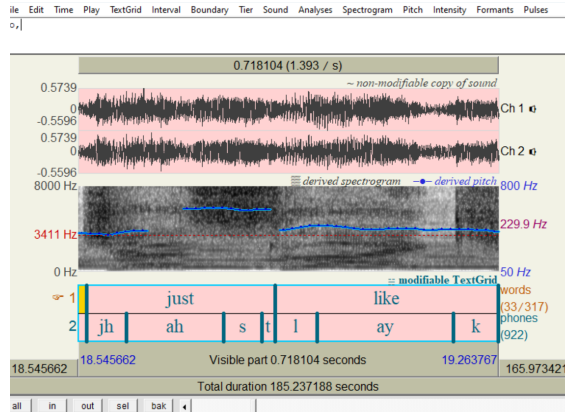 ile Edit Time Play TextGrid Interval Boundary Tier Sound Analyses Spectrogram Pitch Intensity Formants Pulses
o,
0.718104 (1.393 / s)
~ non-modifiable copy of sound
0.5739
0
-0.5596
Ch 1
0.5739
0
-0.5596
Ch 2
derived spectrogram derived pitch
8000 Hz 800 Hz
3411 Hz 229.9 Hz
0 Hz 50 Hz
modifiable TextGrid
1 just like words
(33/317)
2 jh ah s t l ay k phones
(922)
18.545662 18.545662 Visible part 0.718104 seconds 19.263767 165.973421
Total duration 185.237188 seconds
all in out sel bak